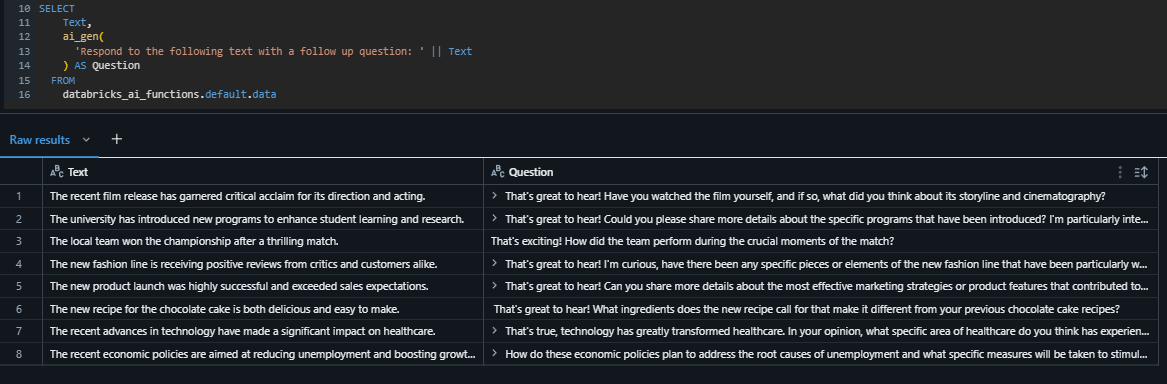 10 SELECT
11 Text,
12 ai_gen(
13 'Respond to the following text with a follow up question: ' || Text
14 ) AS Question
15 FROM
16 databricks_ai_functions.default.data
Raw results +
ABC Text ABC Question
1 The recent film release has garnered critical acclaim for its direction and acting. > That's great to hear! Have you watched the film yourself, and if so, what did you think about its storyline and cinematography?
2 The university has introduced new programs to enhance student learning and research. > That's great to hear! Could you please share more details about the specific programs that have been introduced? I'm particularly inte...
3 The local team won the championship after a thrilling match. That's exciting! How did the team perform during the crucial moments of the match?
4 The new fashion line is receiving positive reviews from critics and customers alike. > That's great to hear! I'm curious, have there been any specific pieces or elements of the new fashion line that have been particularly w...
5 The new product launch was highly successful and exceeded sales expectations. > That's great to hear! Can you share more details about the most effective marketing strategies or product features that contributed to...
6 The new recipe for the chocolate cake is both delicious and easy to make. That's great to hear! What ingredients does the new recipe call for that make it different from your previous chocolate cake recipes?
7 The recent advances in technology have made a significant impact on healthcare. > That's true, technology has greatly transformed healthcare. In your opinion, what specific area of healthcare do you think has experien...
8 The recent economic policies are aimed at reducing unemployment and boosting growt... > How do these economic policies plan to address the root causes of unemployment and what specific measures will be taken to stimul...